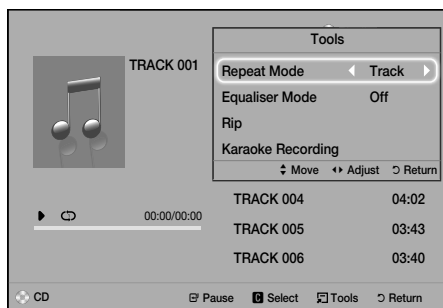 TRACK 001
00:00/00:00
Tools
Repeat Mode Track
Equaliser Mode Off
Rip
Karaoke Recording
Move Adjust Return
TRACK 004 04:02
TRACK 005 03:43
TRACK 006 03:40
CD Pause C Select Tools Return